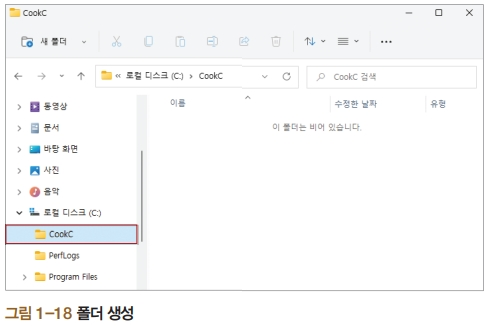 CookC
새 폴더
« 로컬 디스크 (C:) > CookC
CookC 검색
이름 수정한 날짜 유형
이 폴더는 비어 있습니다.
동영상
문서
바탕 화면
사진
음악
로컬 디스크 (C:)
CookC
PerfLogs
Program Files
그림 1-18 폴더 생성